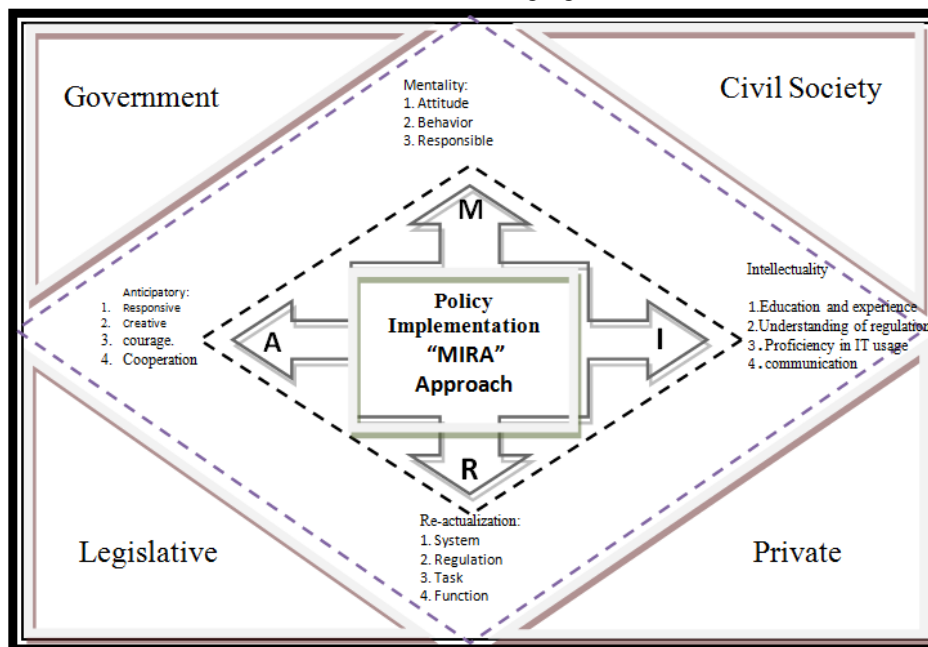 Government
Civil Society
Mentality:
1. Attitude
2. Behavior
3. Responsible
M
Anticipatory:
1. Responsive
2. Creative
3. courage.
4. Cooperation
A
Policy
Implementation
“MIRA”
Approach
I
Intellectuality
1.Education and experience
2.Understanding of regulation
3.Proficiency in IT usage
4.communication
R
Re-actualization:
1. System
2. Regulation
3. Task
4. Function
Legislative
Private